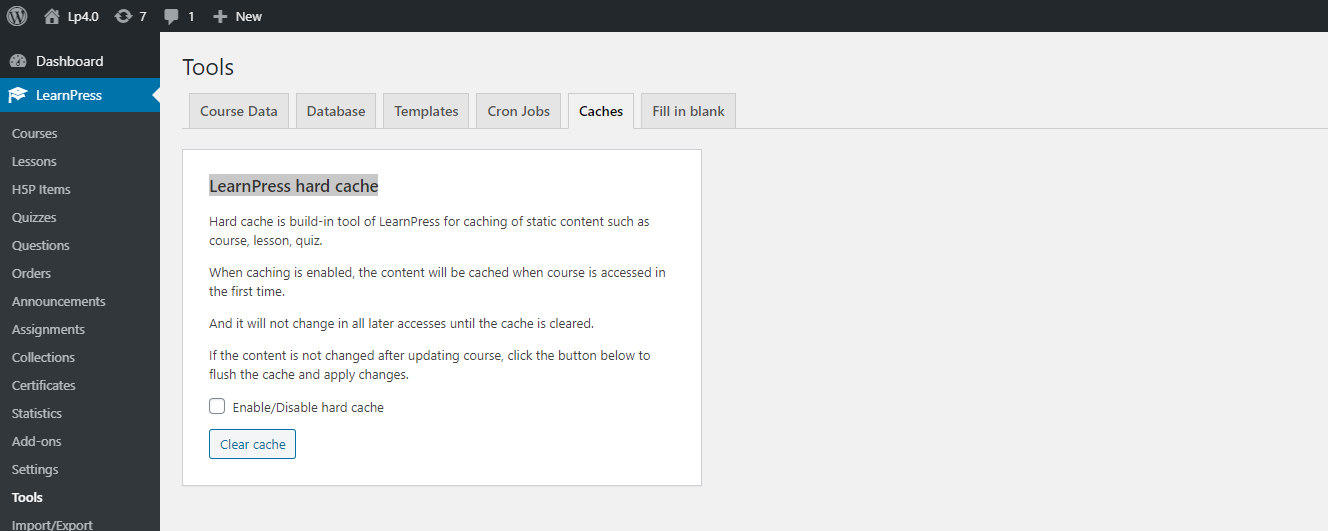 Lp4.0 7 1 New
Dashboard
LearnPress
Courses
Lessons
H5P Items
Quizzes
Questions
Orders
Announcements
Assignments
Collections
Certificates
Statistics
Add-ons
Settings
Tools
Import/Export
Tools
Course Data Database Templates Cron Jobs Caches Fill in blank
LearnPress hard cache
Hard cache is build-in tool of LearnPress for caching of static content such as
course, lesson, quiz.
When caching is enabled, the content will be cached when course is accessed in
the first time.
And it will not change in all later accesses until the cache is cleared.
If the content is not changed after updating course, click the button below to
flush the cache and apply changes.
Enable/Disable hard cache
Clear cache